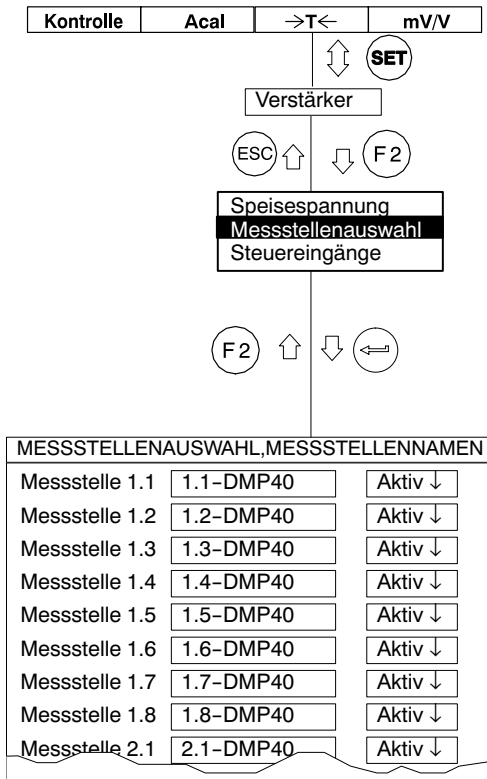 Kontrolle Acal →T← mV/V
SET
Verstärker
ESC F2
Speisespannung
Messstellenauswahl
Steuereingänge
F2
MESSSTELLENAUSWAHL,MESSSTELLENNAMEN
Messstelle 1.1 1.1-DMP40 Aktiv ↓
Messstelle 1.2 1.2-DMP40 Aktiv ↓
Messstelle 1.3 1.3-DMP40 Aktiv ↓
Messstelle 1.4 1.4-DMP40 Aktiv ↓
Messstelle 1.5 1.5-DMP40 Aktiv ↓
Messstelle 1.6 1.6-DMP40 Aktiv ↓
Messstelle 1.7 1.7-DMP40 Aktiv ↓
Messstelle 1.8 1.8-DMP40 Aktiv ↓
Messstelle 2.1 2.1-DMP40 Aktiv ↓